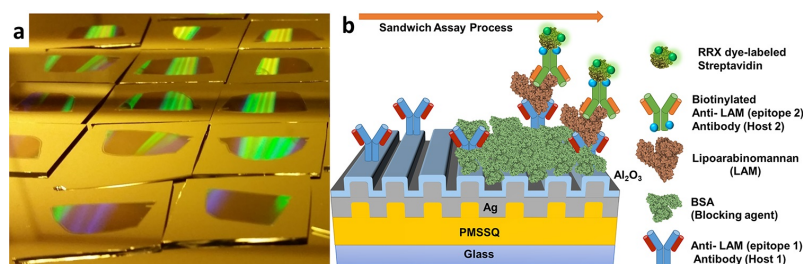 a
b
Sandwich Assay Process
Al2O3
Ag
PMSSQ
Glass
RRX dye-labeled
Streptavidin
Biotinylated
Anti- LAM (epitope 2)
Antibody (Host 2)
Lipoarabinomannan
(LAM)
BSA
(Blocking agent)
Anti-LAM (epitope 1)
Antibody (Host 1)